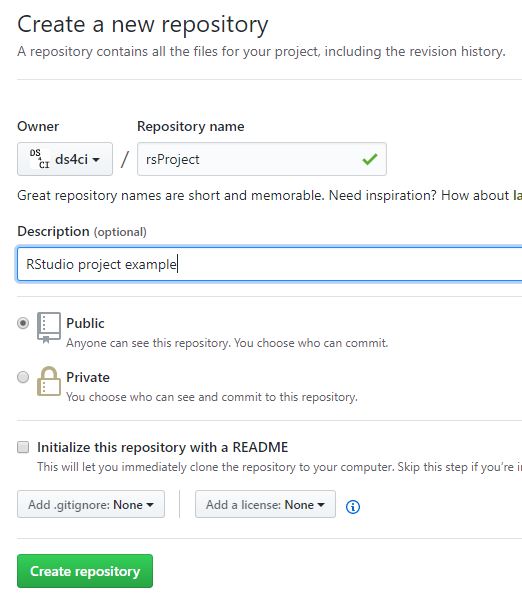 Create a new repository
A repository contains all the files for your project, including the revision history.
Owner Repository name
DS CI ds4ci / rsProject
Great repository names are short and memorable. Need inspiration? How about
Description (optional)
RStudio project example
Public
Anyone can see this repository. You choose who can commit.
Private
You choose who can see and commit to this repository.
Initialize this repository with a README
This will let you immediately clone the repository to your computer. Skip this step if you're
Add .gitignore: None Add a license: None
Create repository